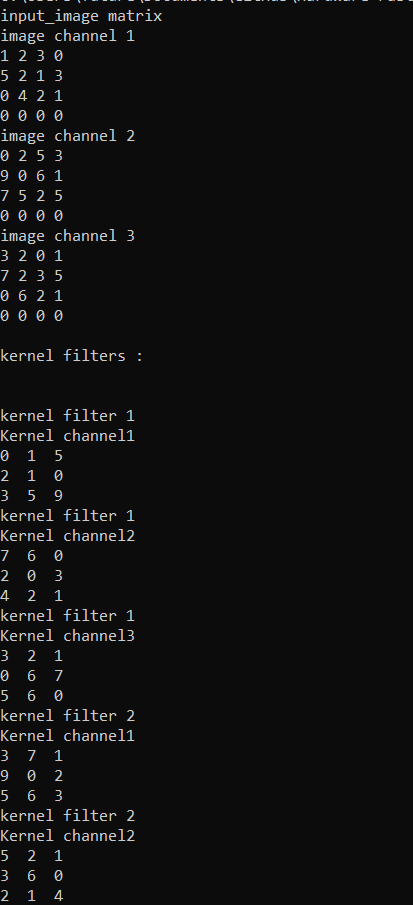 input_image matrix
image channel 1
1 2 3 0
5 2 1 3
0 4 2 1
0 0 0 0
image channel 2
0 2 5 3
9 0 6 1
7 5 2 5
0 0 0 0
image channel 3
3 2 0 1
7 2 3 5
0 6 2 1
0 0 0 0
kernel filters :
kernel filter 1
Kernel channel1
0 1 5
2 1 0
3 5 9
kernel filter 1
Kernel channel2
7 6 0
2 0 3
4 2 1
kernel filter 1
Kernel channel3
3 2 1
0 6 7
5 6 0
kernel filter 2
Kernel channel1
3 7 1
9 0 2
5 6 3
kernel filter 2
Kernel channel2
5 2 1
3 6 0
2 1 4